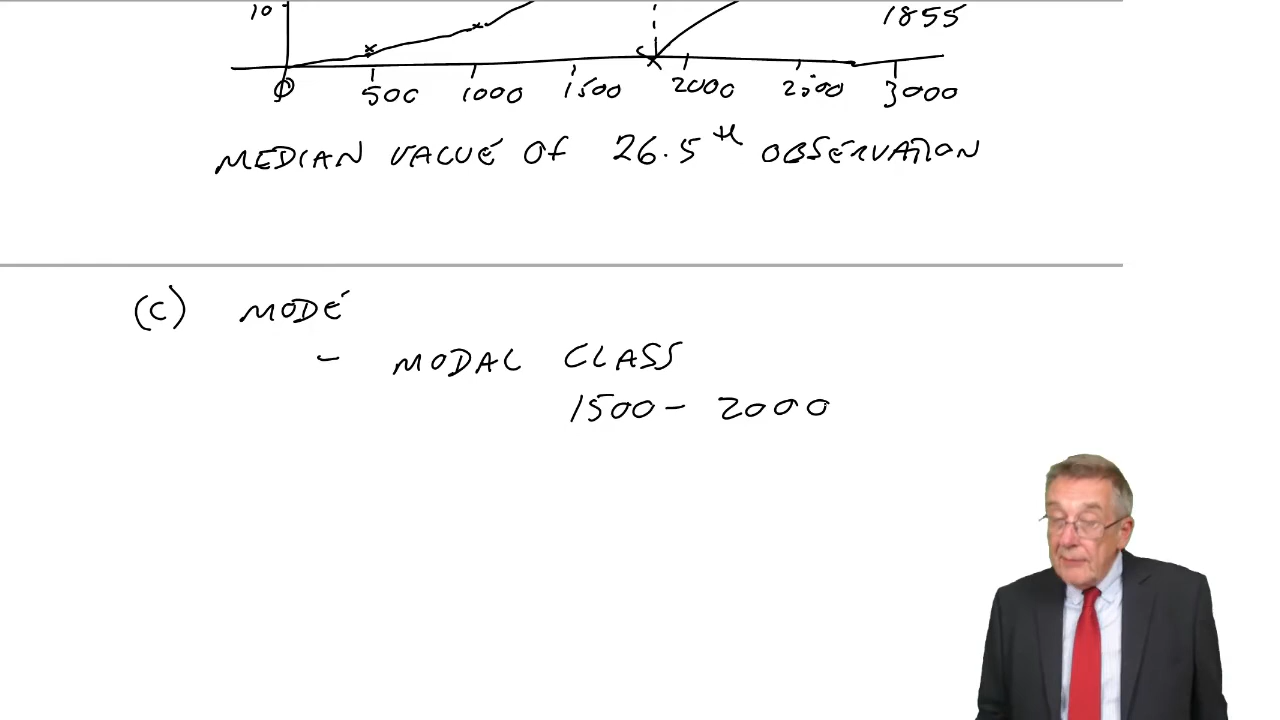 10
1855
0 500 1000 1500 2000 2500 3000
MEDIAN VALUE OF 26.5th OBSERVATION
(C) MODE
- MODAL CLASS
1500 - 2000